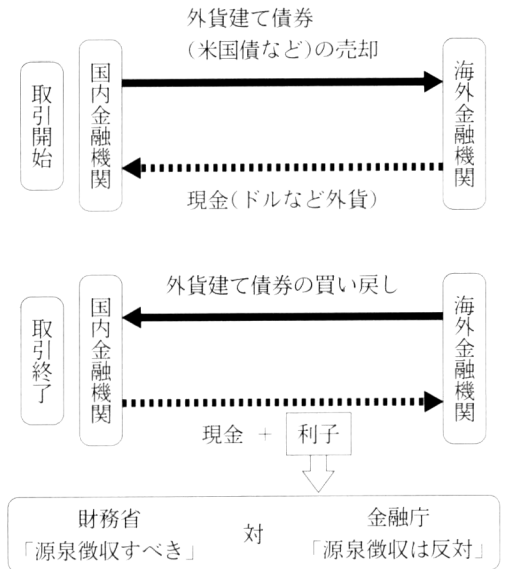 外貨建て債券
(米国債など)の売却
取引開始
国内金融機関
海外金融機関
現金(ドルなど外貨)
外貨建て債券の買い戻し
取引終了
国内金融機関
海外金融機関
現金 + 利子
財務省
「源泉徴収すべき」
対
金融庁
「源泉徴収は反対」